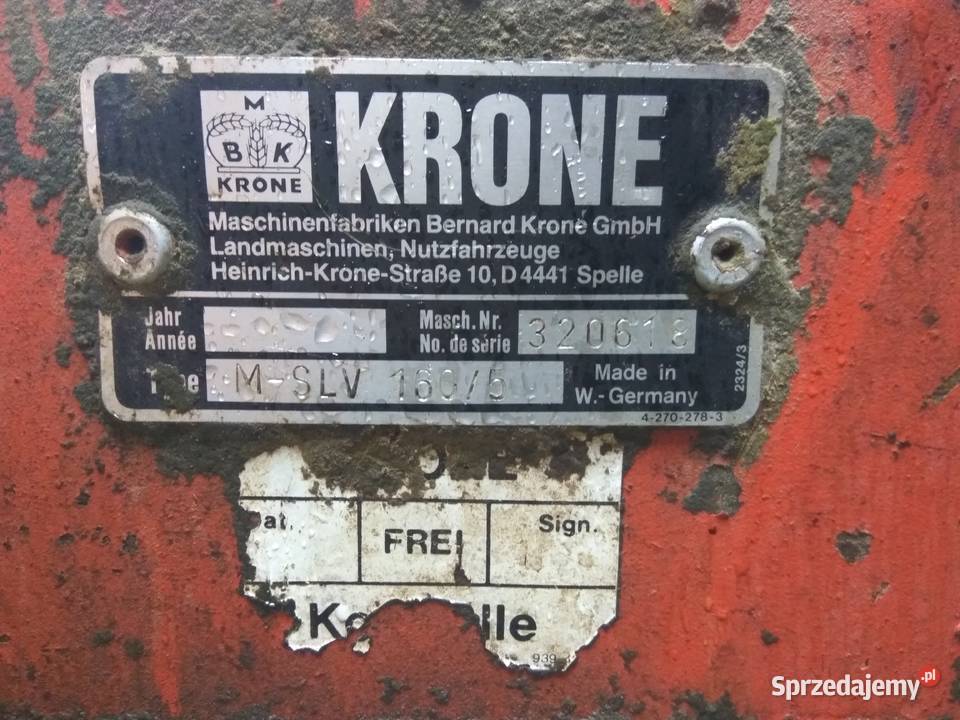 M
B K
KRONE
KRONE
Maschinenfabriken Bernard Krone GmbH
Landmaschinen, Nutzfahrzeuge
Heinrich-Krone-Straße 10, D 4441 Spelle
Jahr
Année
Masch. Nr.
No. de série
320618
M-SLV 160/5
Made in
W.-Germany
2324/3
4-270-278-3
FREI
Sign.
939
Sprzedajemy.pl